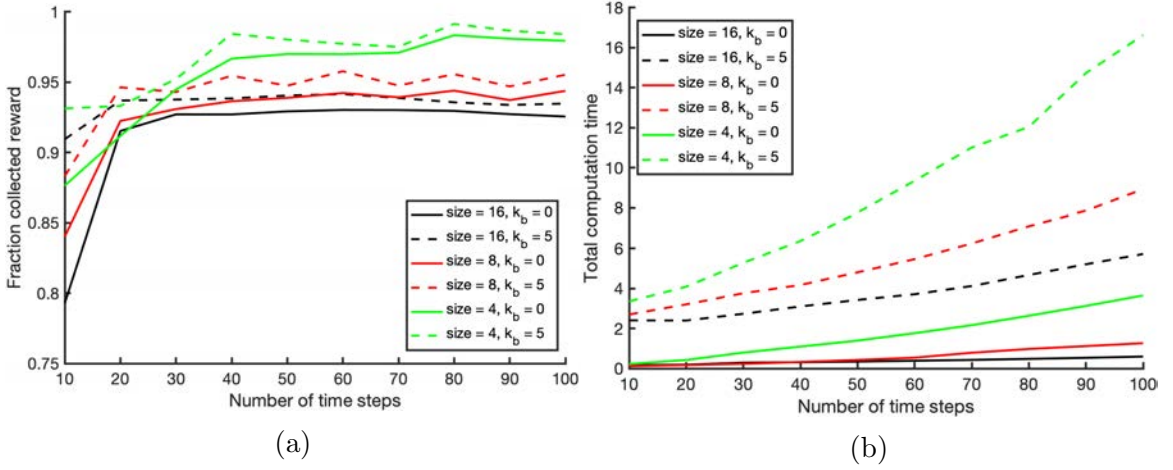 1
0.95
0.9
0.85
0.8
0.75
Fraction collected reward
size = 16, k_b = 0
size = 16, k_b = 5
size = 8, k_b = 0
size = 8, k_b = 5
size = 4, k_b = 0
size = 4, k_b = 5
10 20 30 40 50 60 70 80 90 100
Number of time steps
(a)
18
16
14
12
10
8
6
4
2
0
Total computation time
size = 16, k_b = 0
size = 16, k_b = 5
size = 8, k_b = 0
size = 8, k_b = 5
size = 4, k_b = 0
size = 4, k_b = 5
10 20 30 40 50 60 70 80 90 100
Number of time steps
(b)